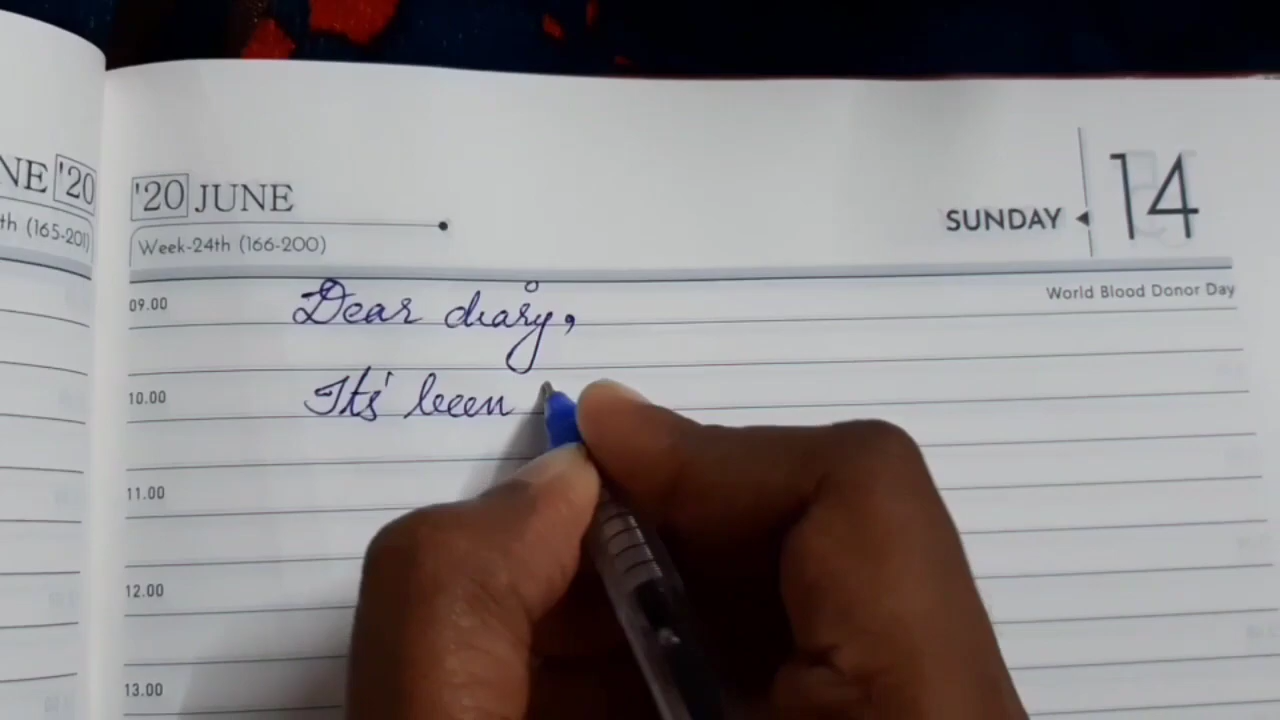 NE '20
th (165-201)
'20 JUNE
Week-24th (166-200)
SUNDAY 14
World Blood Donor Day
09.00
Dear diary,
10.00
Its' been
11.00
12.00
13.00